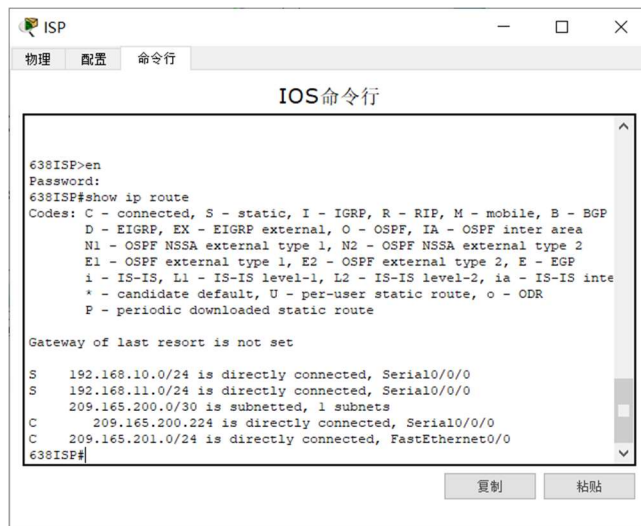 ISP
物理 配置 命令行
IOS命令行
638ISP>en
Password:
638ISP#show ip route
Codes: C - connected, S - static, I - IGRP, R - RIP, M - mobile, B - BGP
D - EIGRP, EX - EIGRP external, O - OSPF, IA - OSPF inter area
N1 - OSPF NSSA external type 1, N2 - OSPF NSSA external type 2
E1 - OSPF external type 1, E2 - OSPF external type 2, E - EGP
i - IS-IS, L1 - IS-IS level-1, L2 - IS-IS level-2, ia - IS-IS inte
* - candidate default, U - per-user static route, o - ODR
P - periodic downloaded static route
Gateway of last resort is not set
S 192.168.10.0/24 is directly connected, Serial0/0/0
S 192.168.11.0/24 is directly connected, Serial0/0/0
209.165.200.0/30 is subnetted, 1 subnets
C 209.165.200.224 is directly connected, Serial0/0/0
C 209.165.201.0/24 is directly connected, FastEthernet0/0
638ISP#
复制 粘贴